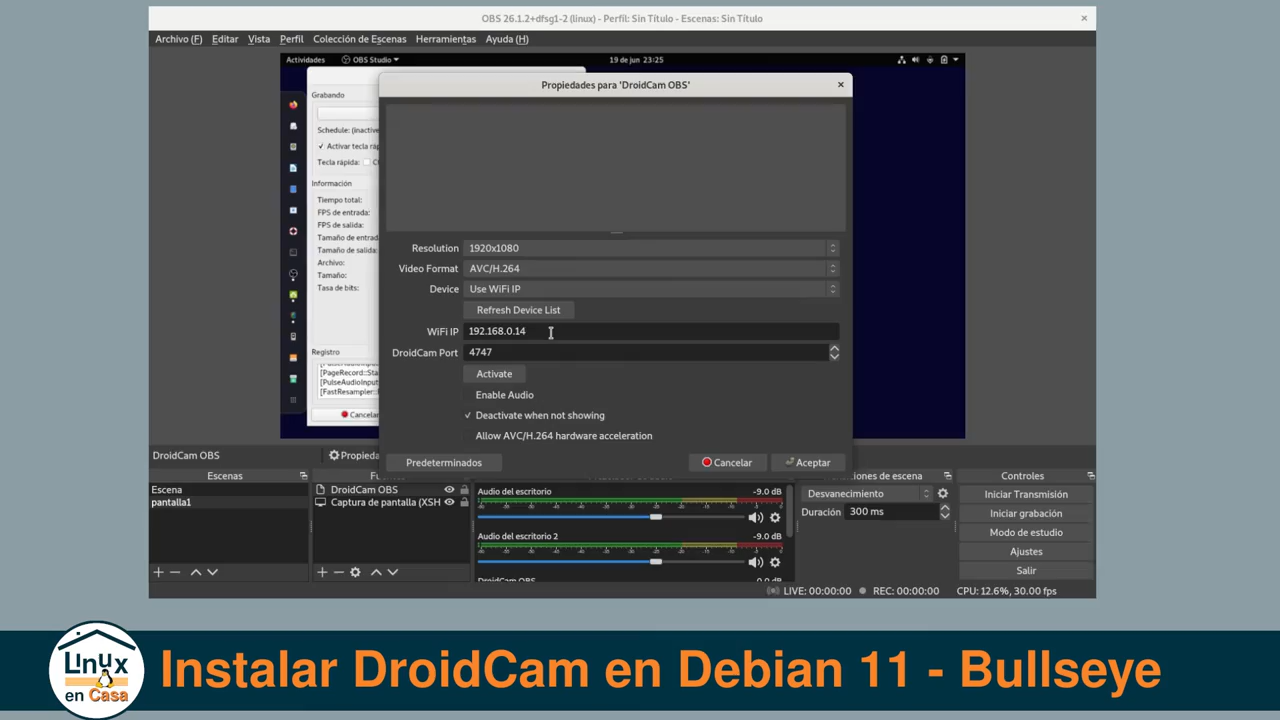 OBS 26.1.2+dfsg1-2 (linux) - Perfil: Sin Título - Escenas: Sin Título
Archivo (F) Editar Vista Perfil Colección de Escenas Herramientas Ayuda (H)
Actividades OBS Studio 19 de jun 23:25
Propiedades para 'DroidCam OBS'
Grabando
Schedule: (inactive
Activar tecla ráp
Tecla rápida:
Información
Tiempo total:
FPS de entrada:
FPS de salida:
Tamaño de entrad
Tamaño de salida:
Archivo:
Tamaño:
Tasa de bits:
Registro
[PageRecord::Sta
[PulseAudioInput
[FastResampler::
Cancelar
Resolution 1920x1080
Video Format AVC/H.264
Device Use WiFi IP
Refresh Device List
WiFi IP 192.168.0.14
DroidCam Port 4747
Activate
Enable Audio
Deactivate when not showing
Allow AVC/H.264 hardware acceleration
Predeterminados Cancelar Aceptar
DroidCam OBS Propieda
Escenas
Escena
pantalla1
DroidCam OBS
Captura de pantalla (XSH
Audio del escritorio -9.0 dB
Audio del escritorio 2 -9.0 dB
DroidCam OBS 0.0 dB
iones de escena
Desvanecimiento
Duración 300 ms
Controles
Iniciar Transmisión
Iniciar grabación
Modo de estudio
Ajustes
Salir
LIVE: 00:00:00 REC: 00:00:00 CPU: 12.6%, 30.00 fps
Linux
en Casa
Instalar DroidCam en Debian 11 - Bullseye